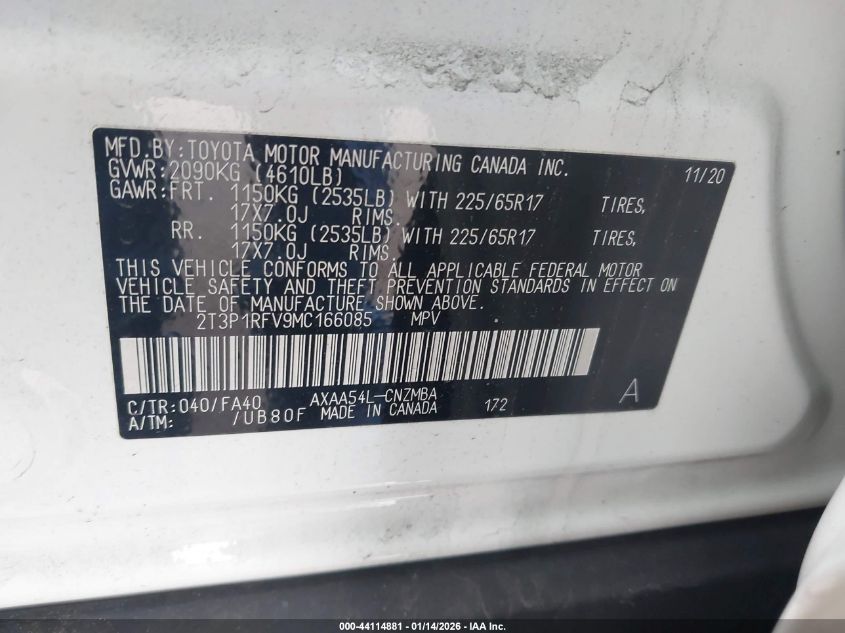 MFD.BY:TOYOTA MOTOR MANUFACTURING CANADA INC. 11/20
GVWR:2090KG (4610LB)
GAWR:FRT. 1150KG (2535LB) WITH 225/65R17 TIRES,
17X7.0J RIMS.
RR. 1150KG (2535LB) WITH 225/65R17 TIRES,
17X7.0J RIMS.
THIS VEHICLE CONFORMS TO ALL APPLICABLE FEDERAL MOTOR
VEHICLE SAFETY AND THEFT PREVENTION STANDARDS IN EFFECT ON
THE DATE OF MANUFACTURE SHOWN ABOVE.
2T3P1RFV9MC166085 MPV
C/TR:040/FA40 AXAA54L-CNZMBA
A/TM: /UB80F MADE IN CANADA 172 A
000-44114881 | 01/14/2026 | IAA Inc.